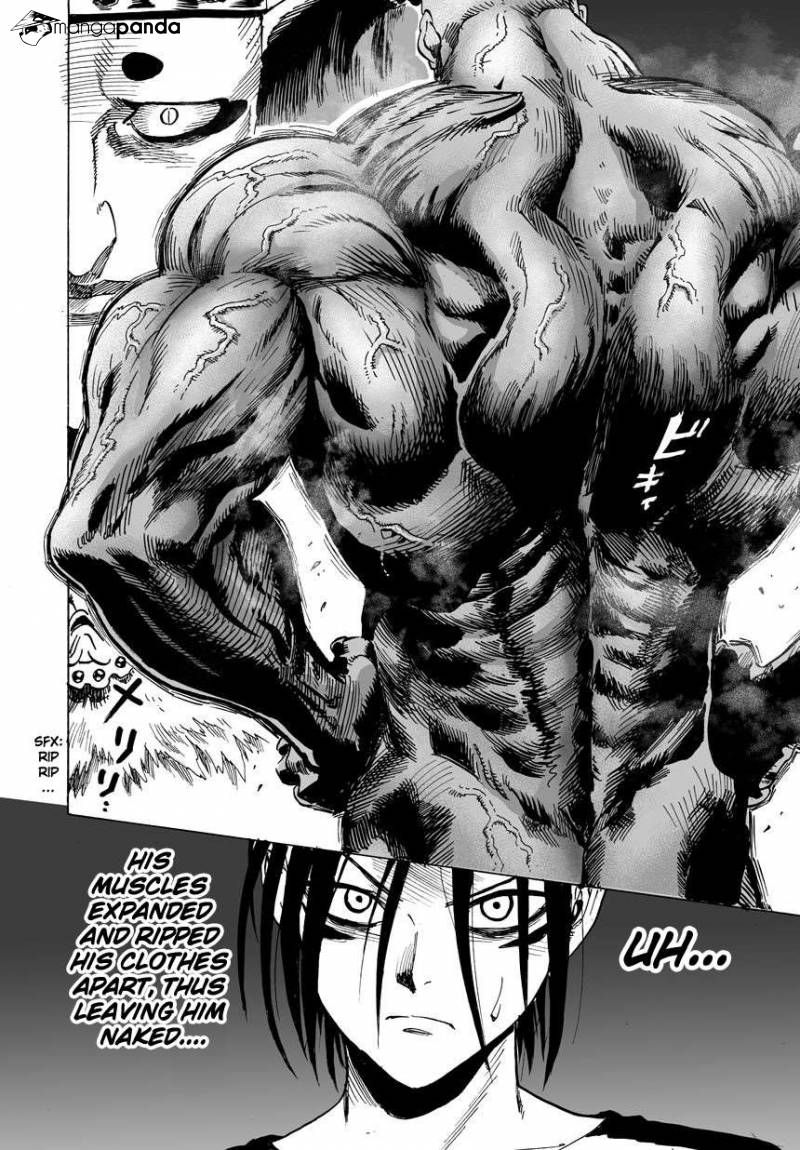 mangapanda
ビキッ
メリリ
SFX:
RIP
RIP
...
UH...
HIS
MUSCLES
EXPANDED
AND RIPPED
HIS CLOTHES
APART, THUS
LEAVING HIM
NAKED....